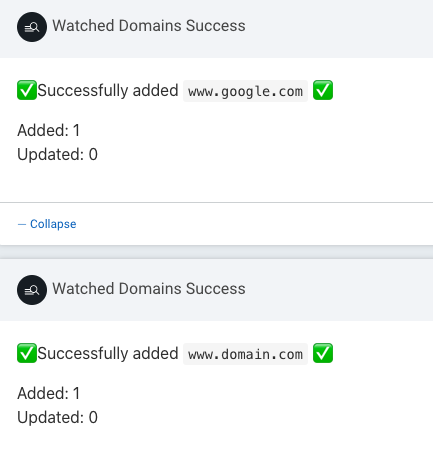 Watched Domains Success
✅Successfully added www.google.com ✅
Added: 1
Updated: 0
— Collapse
Watched Domains Success
✅Successfully added www.domain.com ✅
Added: 1
Updated: 0